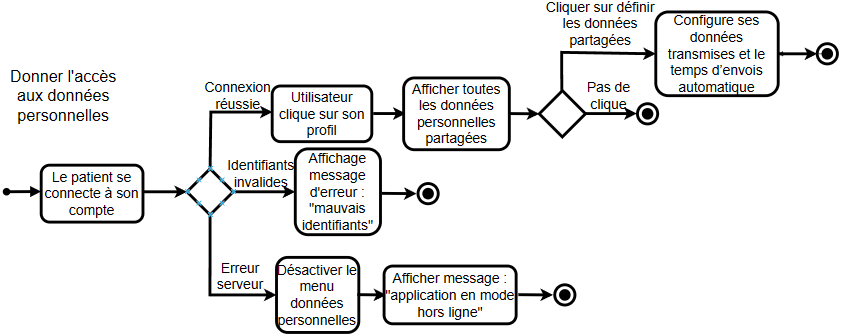 Donner l'accès
aux données
personnelles
Le patient se
connecte à son
compte
Connexion
réussie
Utilisateur
clique sur son
profil
Afficher toutes
les données
personnelles
partagées
Cliquer sur définir
les données
partagées
Configure ses
données
transmises et le
temps d'envois
automatique
Pas de
clique
Identifiants
invalides
Affichage
message
d'erreur :
"mauvais
identifiants"
Erreur
serveur
Désactiver le
menu
données
personnelles
Afficher message :
"application en mode
hors ligne"